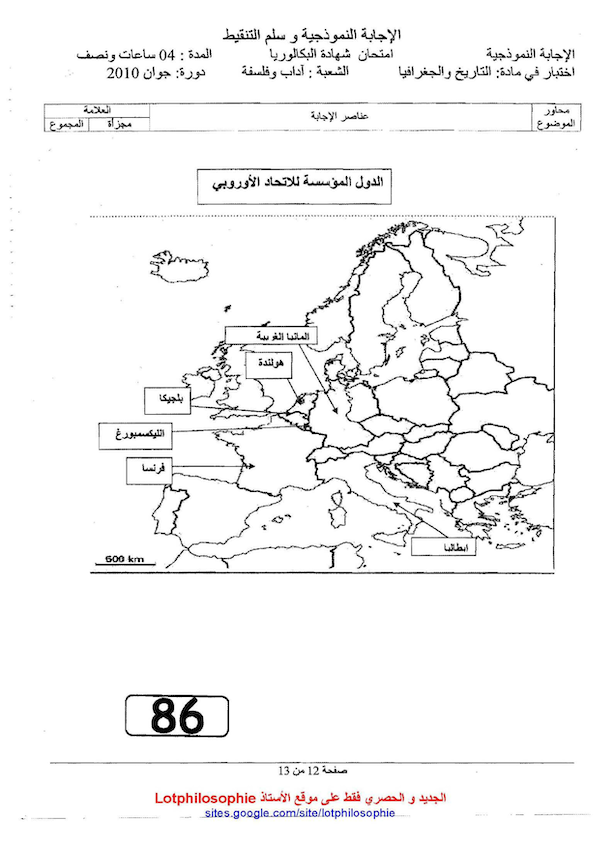 الإجابة النموذجية و سلم التنقيط
الإجابة النموذجية امتحان شهادة البكالوريا المدة : 04 ساعات ونصف
اختبار في مادة: التاريخ والجغرافيا الشعبة : آداب وفلسفة دورة: جوان 2010
محاور الموضوع
عناصر الإجابة
العلامة
مجزأة المجموع
الدول المؤسسة للاتحاد الأوروبي
المانيا الغربية
هولندة
بلجيكا
الليكسمبورغ
فرنسا
ايطاليا
600 km
86
صفحة 12 من 13
الجديد و الحصري فقط على موقع الأستاذ Lotphilosophie
sites.google.com/site/lotphilosophie